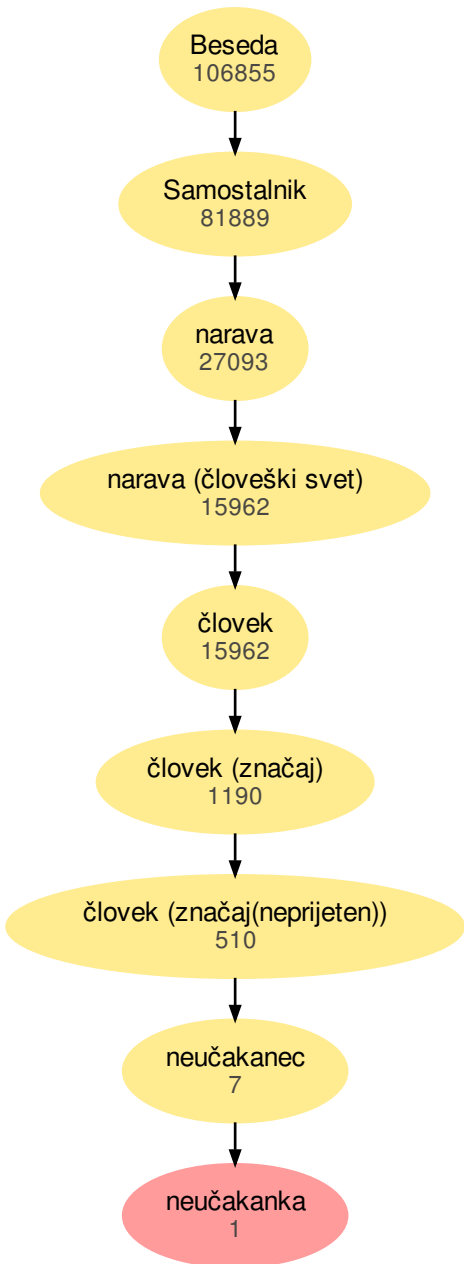 Beseda
106855
Samostalnik
81889
narava
27093
narava (človeški svet)
15962
človek
15962
človek (značaj)
1190
človek (značaj(neprijeten))
510
neučakanec
7
neučakanka
1